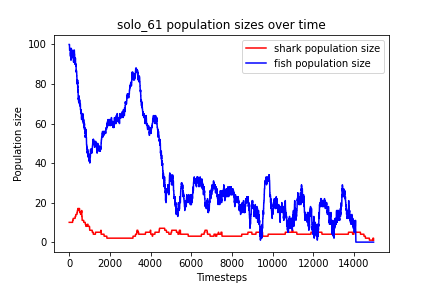 solo_61 population sizes over time
shark population size
fish population size
Population size
100
80
60
40
20
0
0
2000
4000
6000
8000
10000
12000
14000
Timesteps